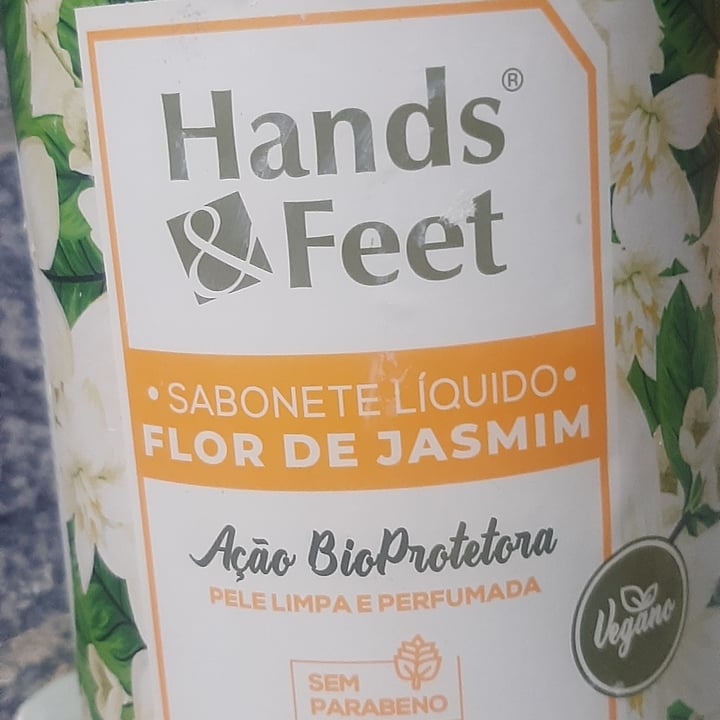 Hands®
& Feet
• SABONETE LÍQUIDO •
FLOR DE JASMIM
Ação BioProtetora
PELE LIMPA E PERFUMADA
Vegano
SEM
PARABENO